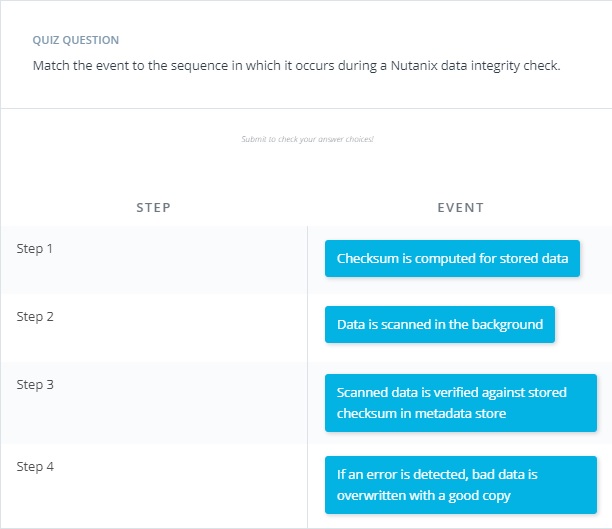 QUIZ QUESTION
Match the event to the sequence in which it occurs during a Nutanix data integrity check.
Submit to check your answer choices!
STEP
EVENT
Step 1
Checksum is computed for stored data
Step 2
Data is scanned in the background
Step 3
Scanned data is verified against stored
checksum in metadata store
Step 4
If an error is detected, bad data is
overwritten with a good copy